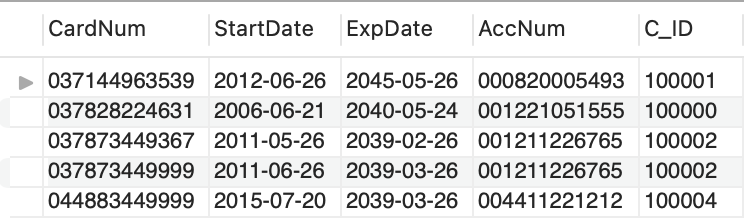 CardNum StartDate ExpDate AccNum C_ID
037144963539 2012-06-26 2045-05-26 000820005493 100001
037828224631 2006-06-21 2040-05-24 001221051555 100000
037873449367 2011-05-26 2039-02-26 001211226765 100002
037873449999 2011-06-26 2039-03-26 001211226765 100002
044883449999 2015-07-20 2039-03-26 004411221212 100004